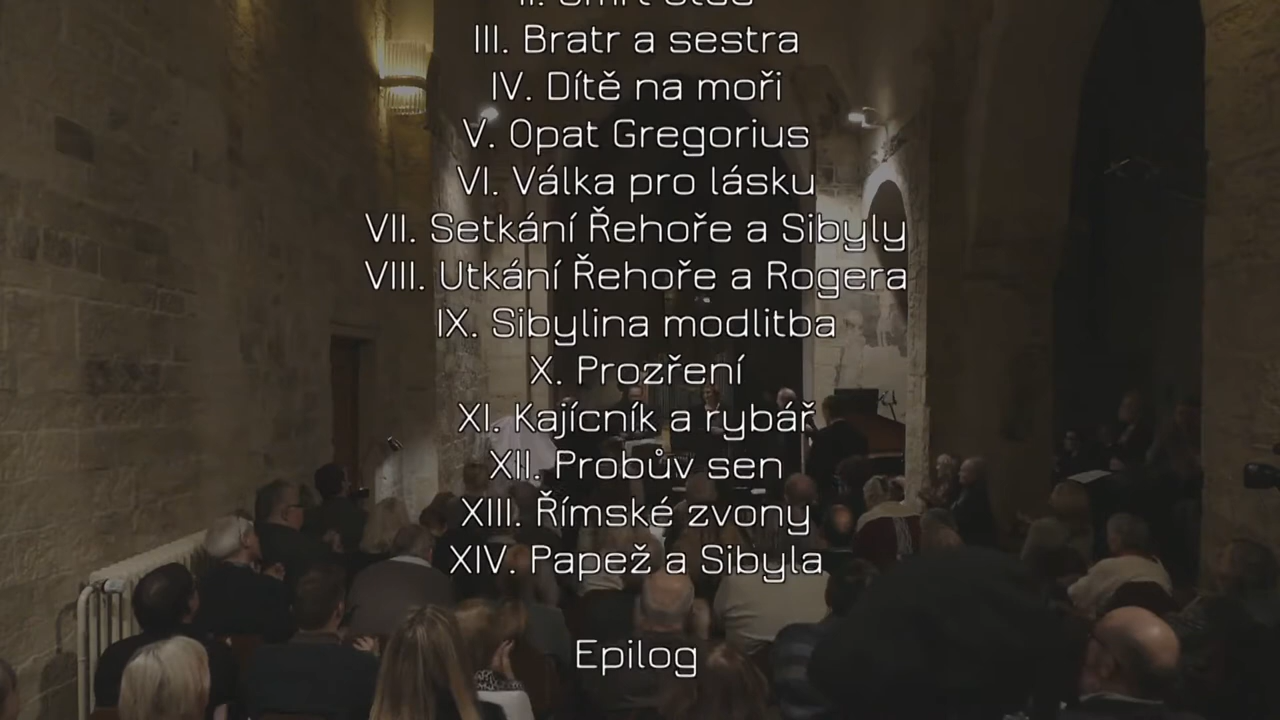 III. Bratr a sestra
IV. Dítě na moři
V. Opat Gregorius
VI. Válka pro lásku
VII. Setkání Řehoře a Sibyly
VIII. Utkání Řehoře a Rogera
IX. Sibylina modlitba
X. Prozření
XI. Kajícník a rybář
XII. Probův sen
XIII. Římské zvony
XIV. Papež a Sibyla
Epilog